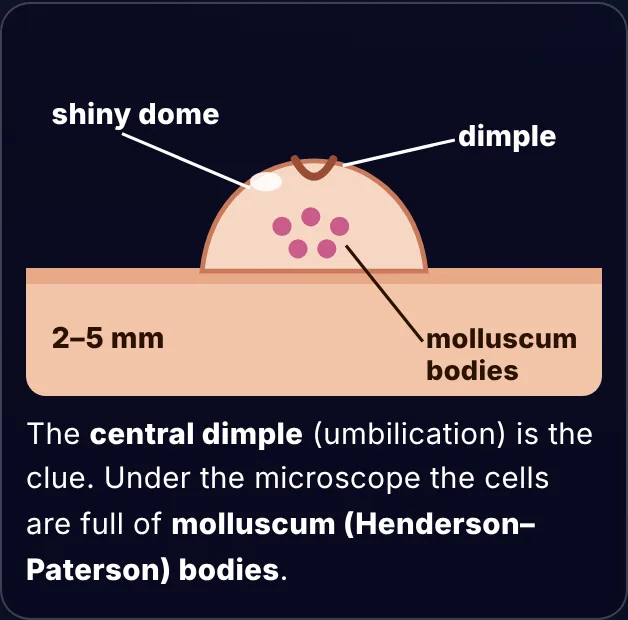 shiny dome
dimple
2–5 mm
molluscum
bodies
The central dimple (umbilication) is the
clue. Under the microscope the cells
are full of molluscum (Henderson–
Paterson) bodies.